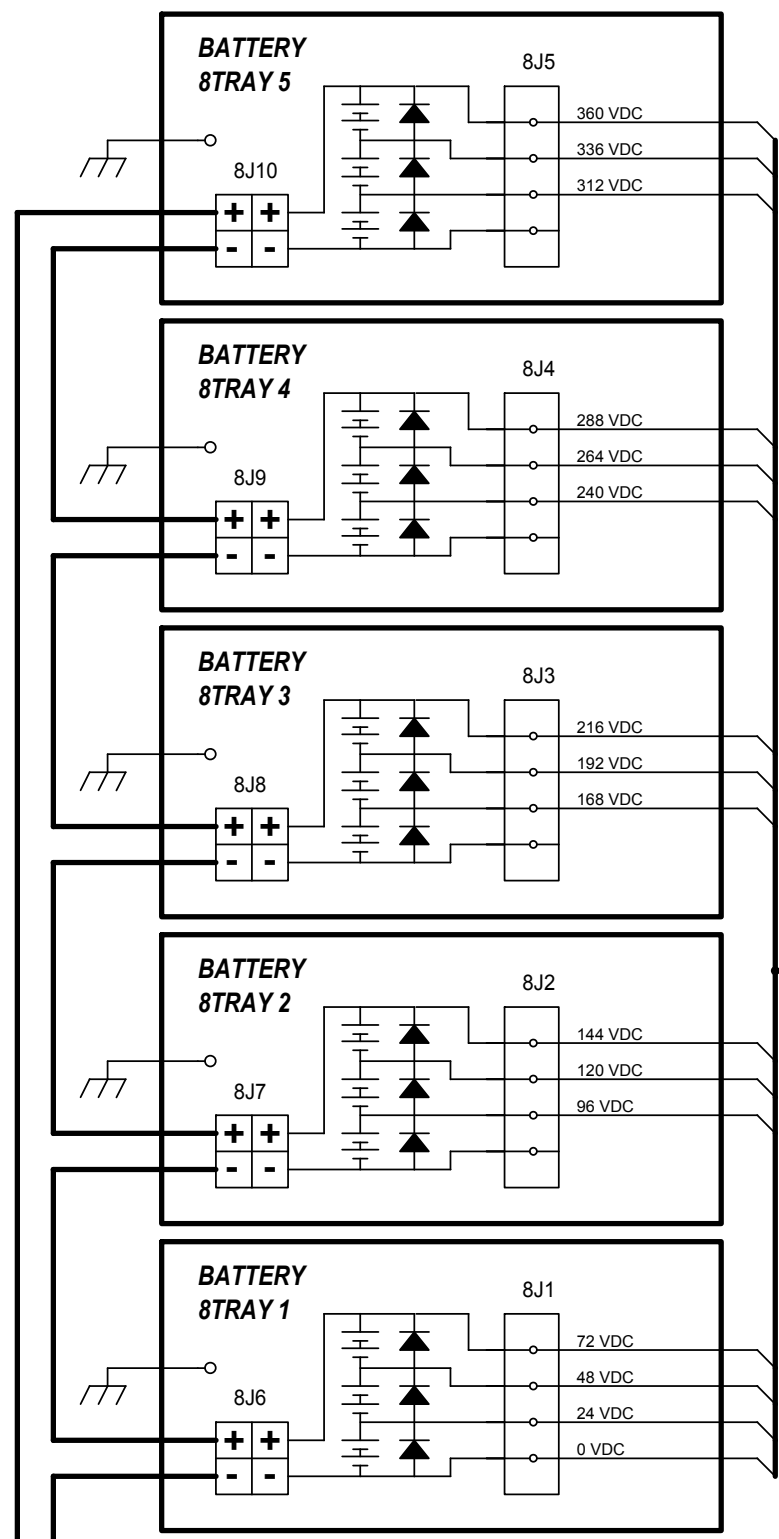 BATTERY
8TRAY 5
8J5
360 VDC
336 VDC
312 VDC
8J10
+ +
- -
BATTERY
8TRAY 4
8J4
288 VDC
264 VDC
240 VDC
8J9
+ +
- -
BATTERY
8TRAY 3
8J3
216 VDC
192 VDC
168 VDC
8J8
+ +
- -
BATTERY
8TRAY 2
8J2
144 VDC
120 VDC
96 VDC
8J7
+ +
- -
BATTERY
8TRAY 1
8J1
72 VDC
48 VDC
24 VDC
0 VDC
8J6
+ +
- -